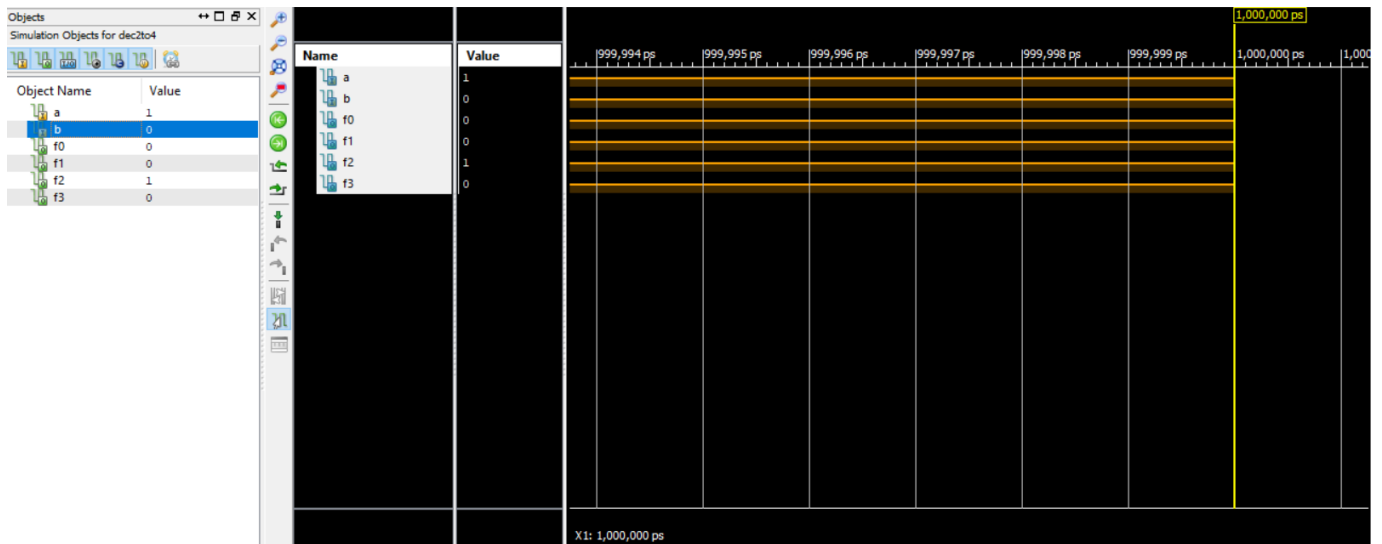 Objects
Simulation Objects for dec2to4
Object Name Value
a 1
b 0
f0 0
f1 0
f2 1
f3 0
Name Value
a 1
b 0
f0 0
f1 0
f2 1
f3 0
1,000,000 ps
999,994 ps 999,995 ps 999,996 ps 999,997 ps 999,998 ps 999,999 ps 1,000,000 ps 1,000
X1: 1,000,000 ps